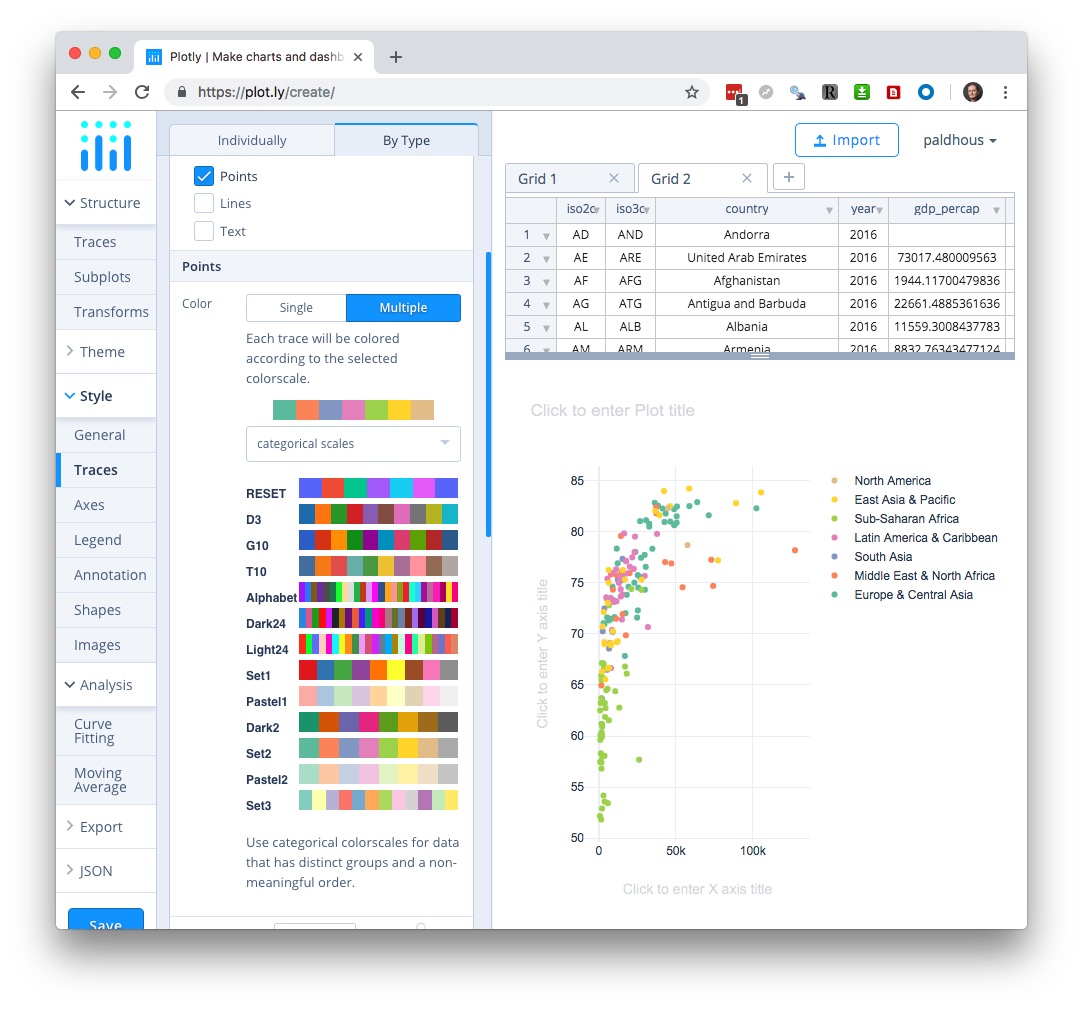 Plotly | Make charts and dashb
https://plot.ly/create/
1
Structure
Traces
Subplots
Transforms
Theme
Style
General
Traces
Axes
Legend
Annotation
Shapes
Images
Analysis
Curve
Fitting
Moving
Average
Export
JSON
Save
Individually
By Type
Points
Lines
Text
Points
Color
Single
Multiple
Each trace will be colored
according to the selected
colorscale.
categorical scales
RESET
D3
G10
T10
Alphabet
Dark24
Light24
Set1
Pastel1
Dark2
Set2
Pastel2
Set3
Use categorical colorscales for data
that has distinct groups and a non-
meaningful order.
Import
paldhous
Grid 1
Grid 2
iso2c iso3c country year gdp_percap
1 AD AND Andorra 2016
2 AE ARE United Arab Emirates 2016 73017.480009563
3 AF AFG Afghanistan 2016 1944.11700479836
4 AG ATG Antigua and Barbuda 2016 22661.4885361636
5 AL ALB Albania 2016 11559.3008437783
6 AM ARM Armenia 2016 8832.76343477124
Click to enter Plot title
Click to enter Y axis title
85
80
75
70
65
60
55
50
0 50k 100k
Click to enter X axis title
North America
East Asia & Pacific
Sub-Saharan Africa
Latin America & Caribbean
South Asia
Middle East & North Africa
Europe & Central Asia